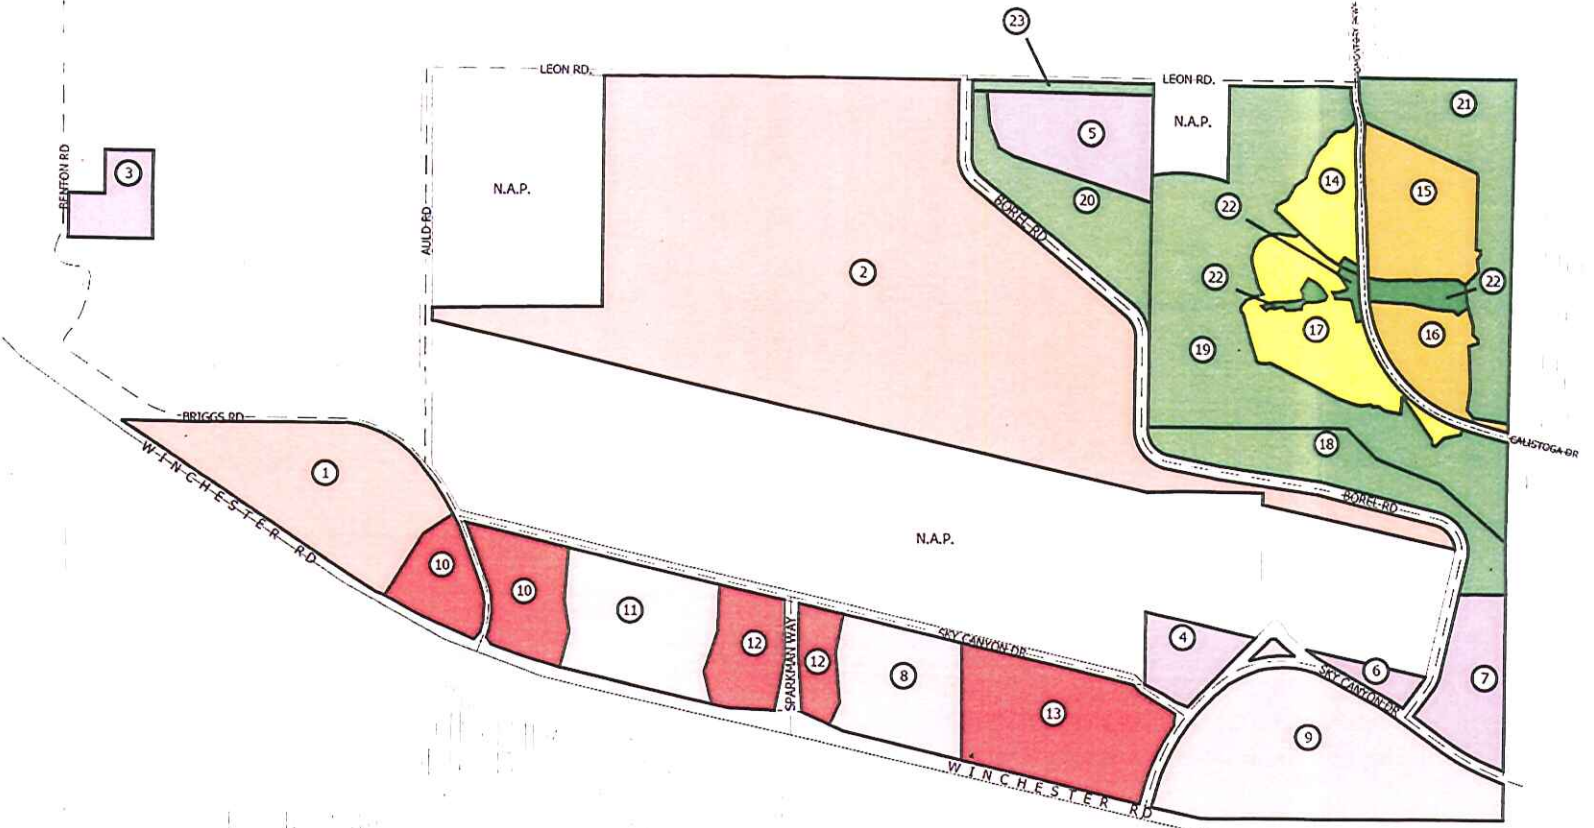 23
LEON RD.
LEON RD.
21
N.A.P.
5
BENTON RD
3
14
15
N.A.P.
20
22
AULD RD
BOREL RD
2
22
22
17
16
19
BRIGGS RD
18
CALISTOGA DR
WINCHESTER RD
1
BOREL RD
N.A.P.
10
10
11
SKY CANYON DR
4
12
SPARKMAN WAY
12
8
6
SKY CANYON DR
7
13
9
WINCHESTER RD